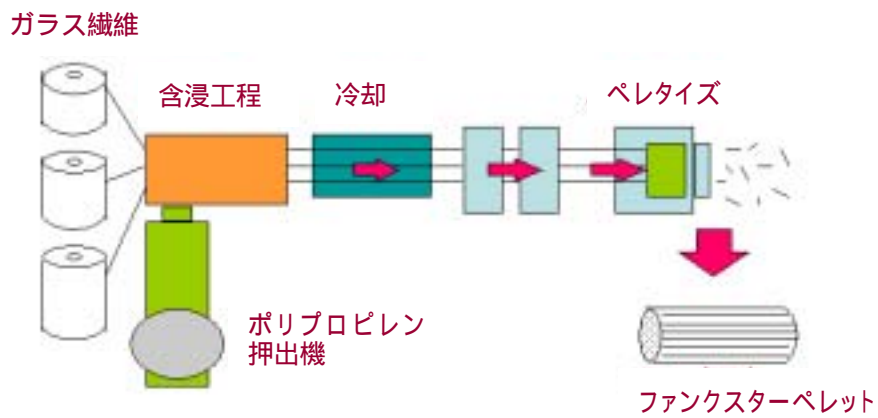 ガラス繊維
含浸工程
冷却
ペレタイズ
ポリプロピレン
押出機
ファンクスターペレット